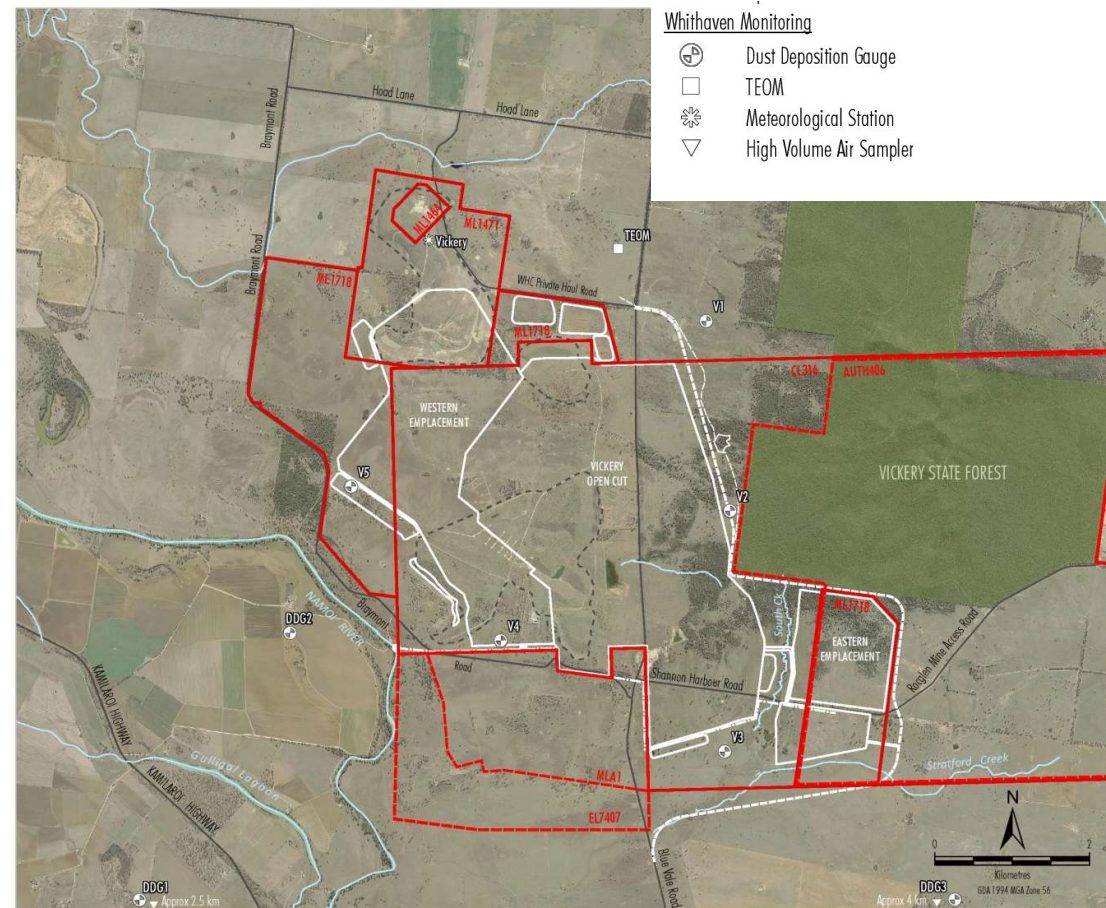 Whithaven Monitoring
Dust Deposition Gauge
TEOM
Meteorological Station
High Volume Air Sampler
Hoad Lane
Hoad Lane
Braymont Road
ML1464
ML1471
Vickery
TEOM
Braymont Road
ML1718
WHC Private Haul Road
V1
ML1718
CL316
AUTH406
WESTERN
EMPLACEMENT
VICKERY
OPEN CUT
VICKERY STATE FOREST
V5
V2
NAMOI RIVER
DDG2
Braymont
Road
V4
South Ck
ML1718
EASTERN
EMPLACEMENT
Rocglen Mine Access Road
Shannon Harbour Road
KAMILAROI HIGHWAY
Gulligal Lagoon
KAMILAROI HIGHWAY
V3
Stratford Creek
MLA1
EL7407
Blue Vale Road
N
0
2
Kilometres
GDA 1994 MGA Zone 56
DDG1
Approx 2.5 km
DDG3
Approx 4 km